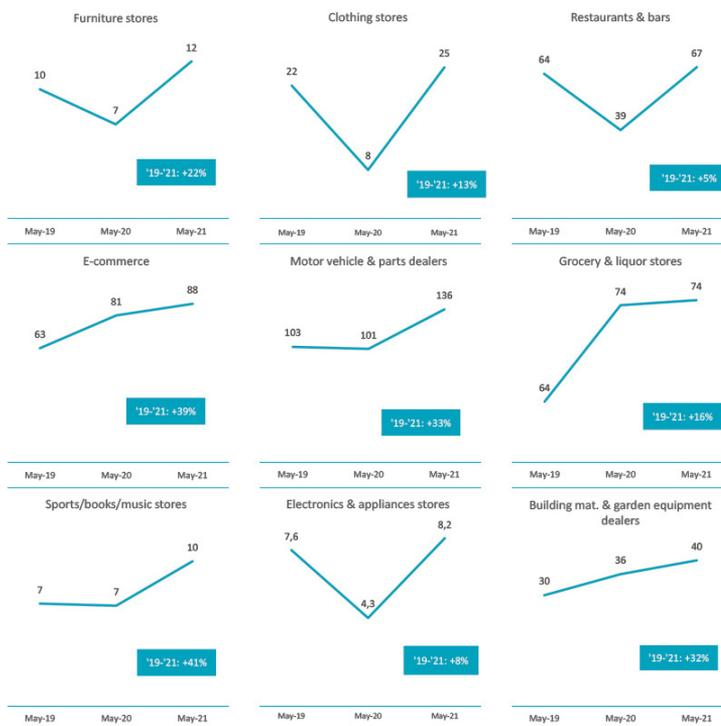 Furniture stores
10
7
12
'19-'21: +22%
May-19 May-20 May-21
Clothing stores
22
8
25
'19-'21: +13%
May-19 May-20 May-21
Restaurants & bars
64
39
67
'19-'21: +5%
May-19 May-20 May-21
E-commerce
63
81
88
'19-'21: +39%
May-19 May-20 May-21
Motor vehicle & parts dealers
103
101
136
'19-'21: +33%
May-19 May-20 May-21
Grocery & liquor stores
64
74
74
'19-'21: +16%
May-19 May-20 May-21
Sports/books/music stores
7
7
10
'19-'21: +41%
May-19 May-20 May-21
Electronics & appliances stores
7,6
4,3
8,2
'19-'21: +8%
May-19 May-20 May-21
Building mat. & garden equipment
dealers
30
36
40
'19-'21: +32%
May-19 May-20 May-21